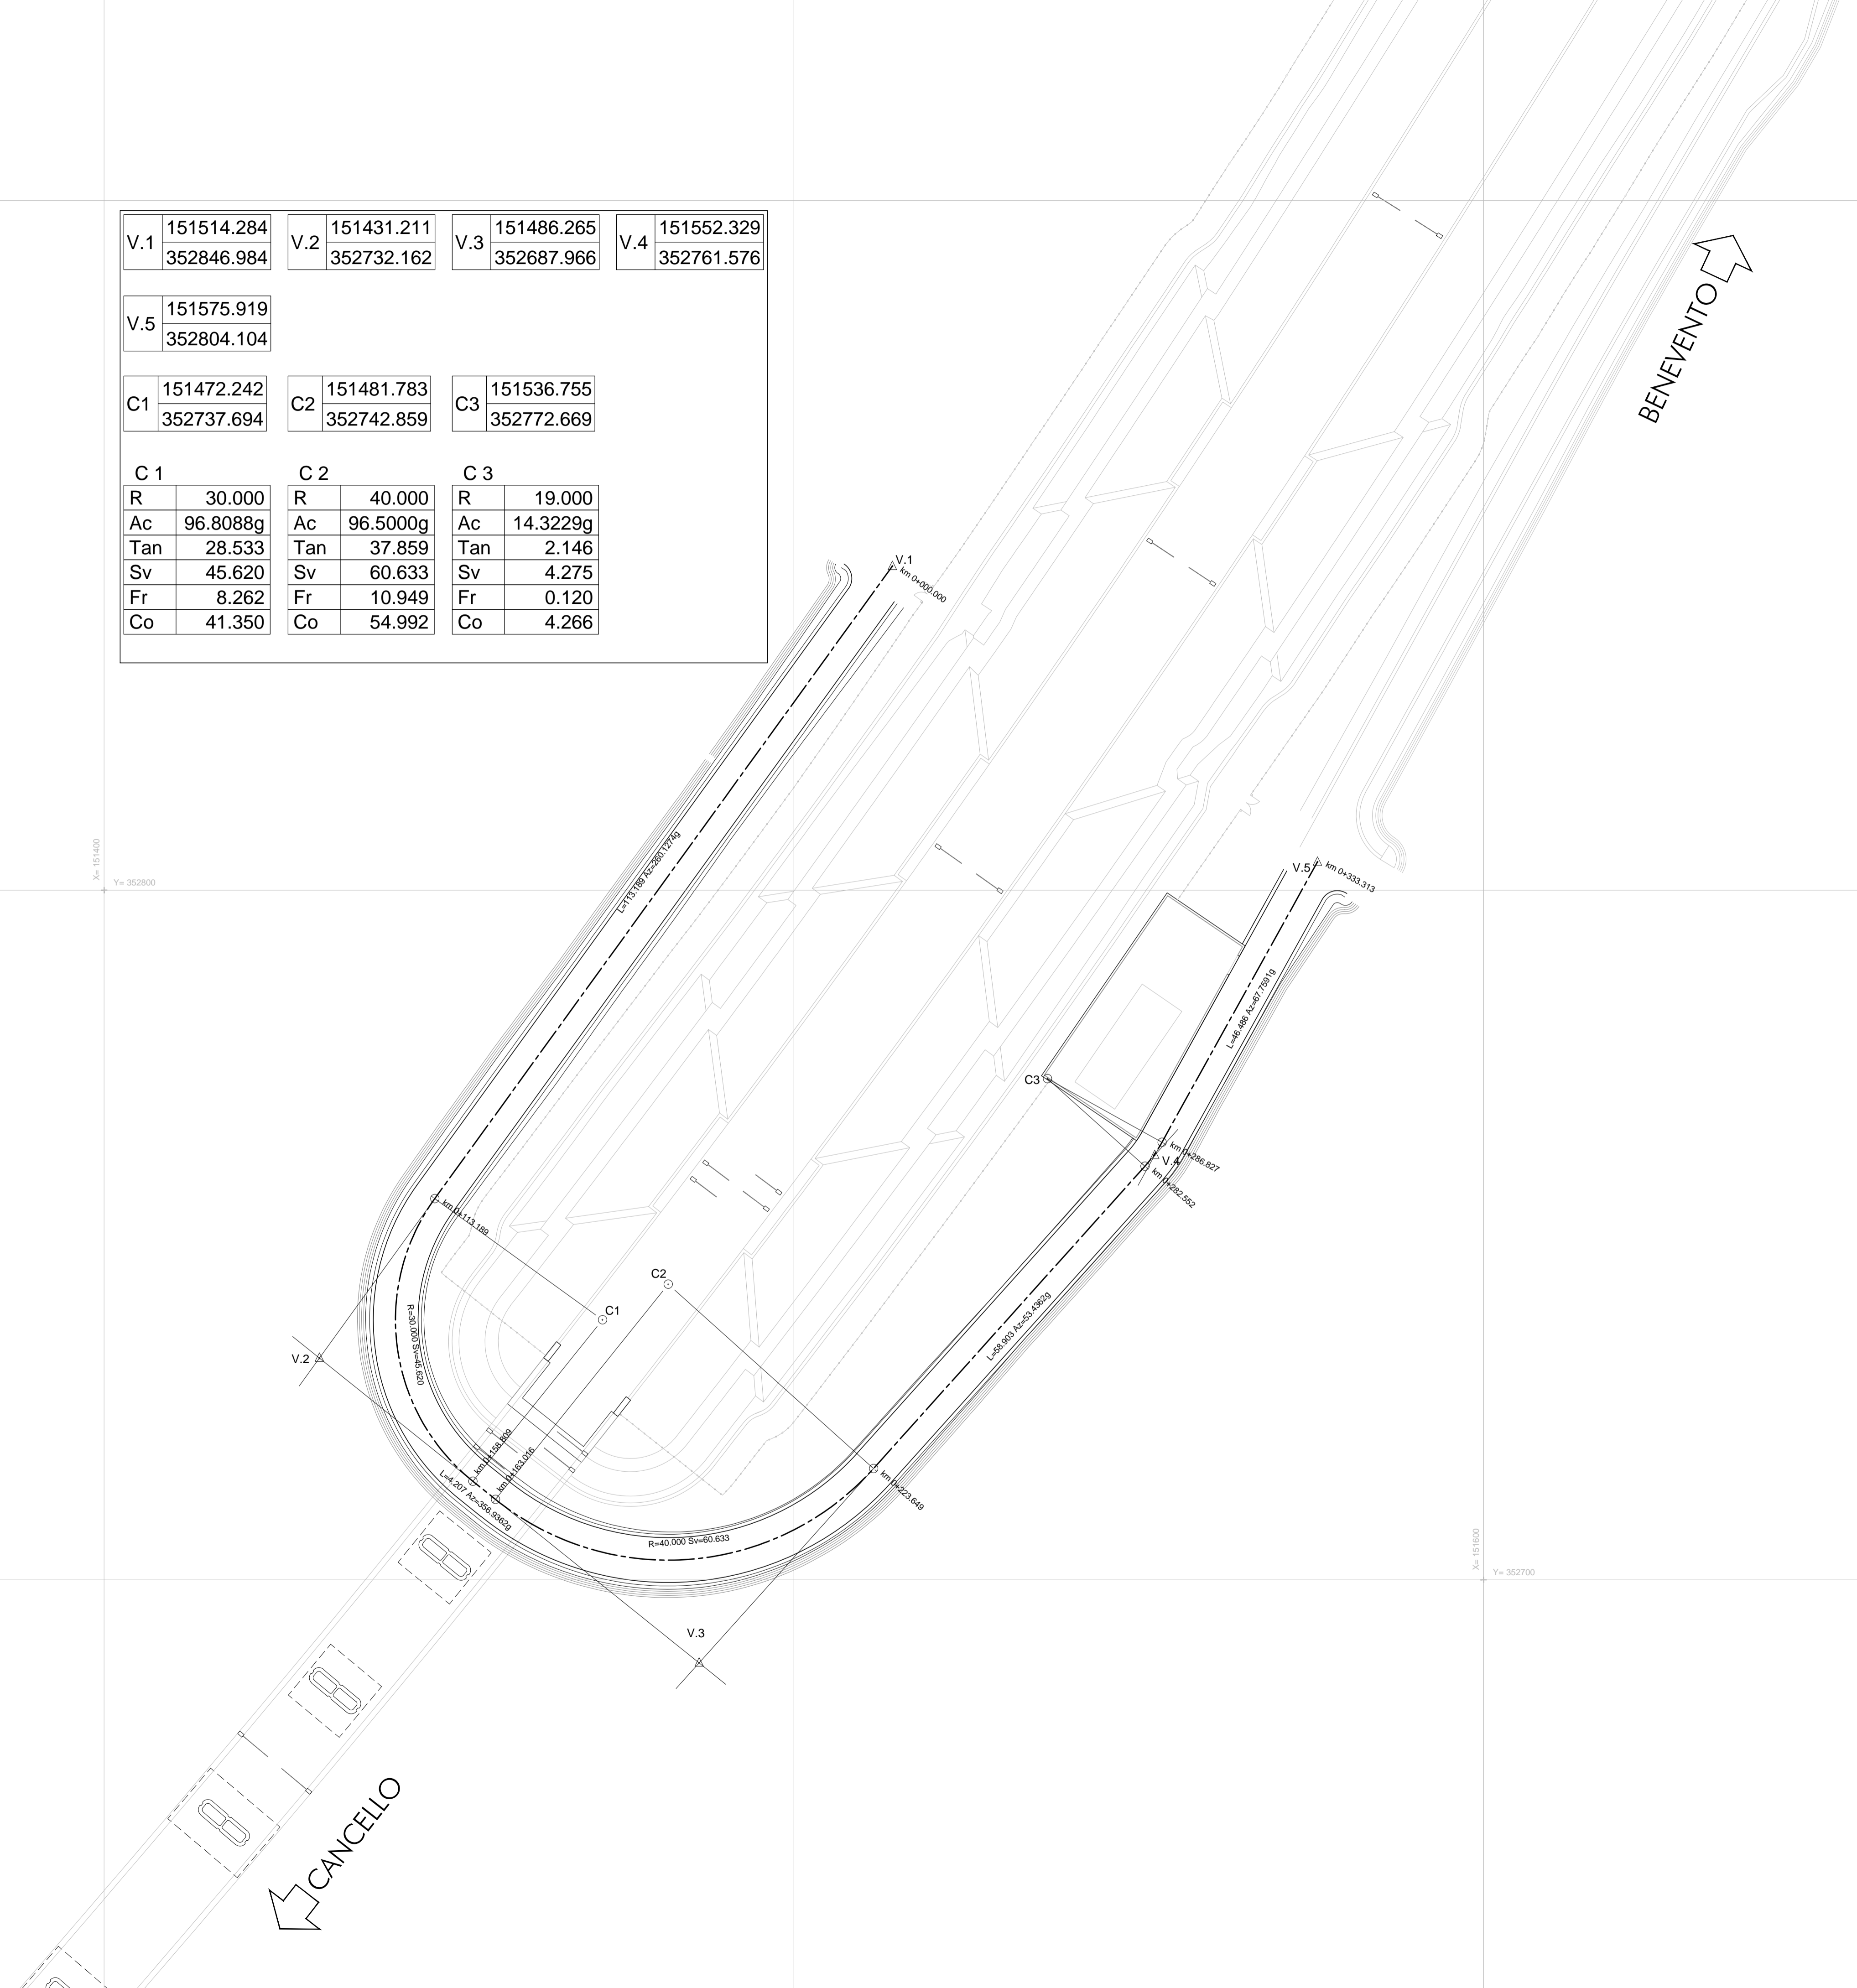 V.1 151514.284 V.2 151431.211 V.3 151486.265 V.4 151552.329
352846.984 352732.162 352687.966 352761.576
V.5 151575.919
352804.104
C1 151472.242 C2 151481.783 C3 151536.755
352737.694 352742.859 352772.669
C 1 C 2 C 3
R 30.000 R 40.000 R 19.000
Ac 96.8088g Ac 96.5000g Ac 14.3229g
Tan 28.533 Tan 37.859 Tan 2.146
Sv 45.620 Sv 60.633 Sv 4.275
Fr 8.262 Fr 10.949 Fr 0.120
Co 41.350 Co 54.992 Co 4.266
BENEVENTO
V.1
km 0+000.000
L=113.189 Az=260.1274g
X= 151400
Y= 352800
V.5
km 0+333.313
L=46.486 Az=67.7591g
C3
km 0+286.827
V.4
km 0+282.552
km 0+113.189
C2
C1
R=30.000 Sv=45.620
V.2
L=58.903 Az=53.4362g
km 0+158.809
km 0+163.016
L=4.207 Az=356.9362g
km 0+223.649
R=40.000 Sv=60.633
X= 151600
Y= 352700
V.3
CANCELLO